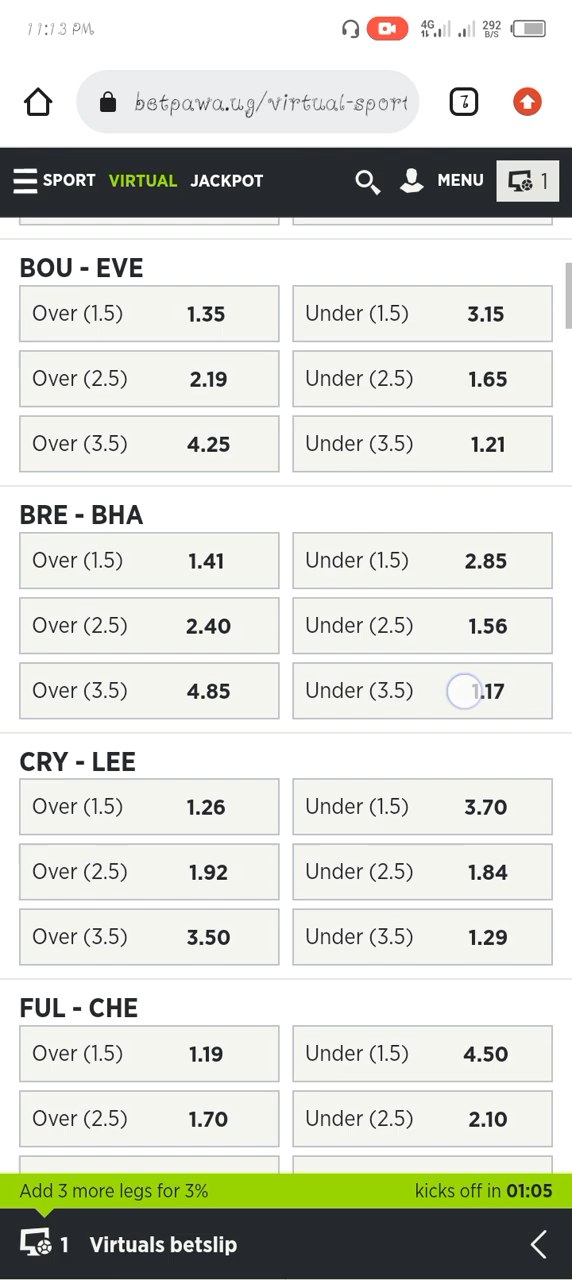 11:13 PM 4G 292 B/S
betpawa.ug/virtual-sport 7
SPORT VIRTUAL JACKPOT MENU 1
BOU - EVE
Over (1.5) 1.35 Under (1.5) 3.15
Over (2.5) 2.19 Under (2.5) 1.65
Over (3.5) 4.25 Under (3.5) 1.21
BRE - BHA
Over (1.5) 1.41 Under (1.5) 2.85
Over (2.5) 2.40 Under (2.5) 1.56
Over (3.5) 4.85 Under (3.5) 1.17
CRY - LEE
Over (1.5) 1.26 Under (1.5) 3.70
Over (2.5) 1.92 Under (2.5) 1.84
Over (3.5) 3.50 Under (3.5) 1.29
FUL - CHE
Over (1.5) 1.19 Under (1.5) 4.50
Over (2.5) 1.70 Under (2.5) 2.10
Add 3 more legs for 3% kicks off in 01:05
1 Virtuals betslip